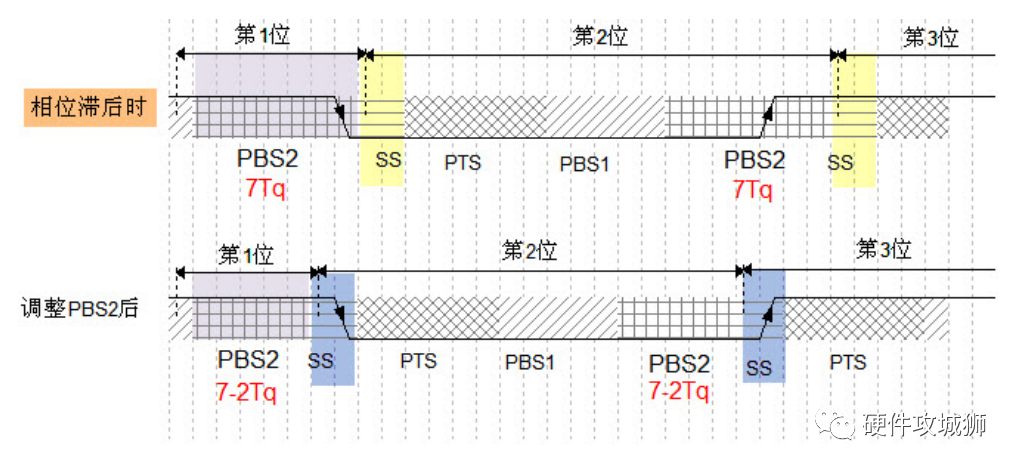 第1位
第2位
第3位
相位滞后时
PBS2
SS
PTS
PBS1
PBS2
SS
7Tq
7Tq
第1位
第2位
第3位
调整PBS2后
PBS2
SS
PTS
PBS1
PBS2
SS
PTS
7-2Tq
7-2Tq
硬件攻城狮